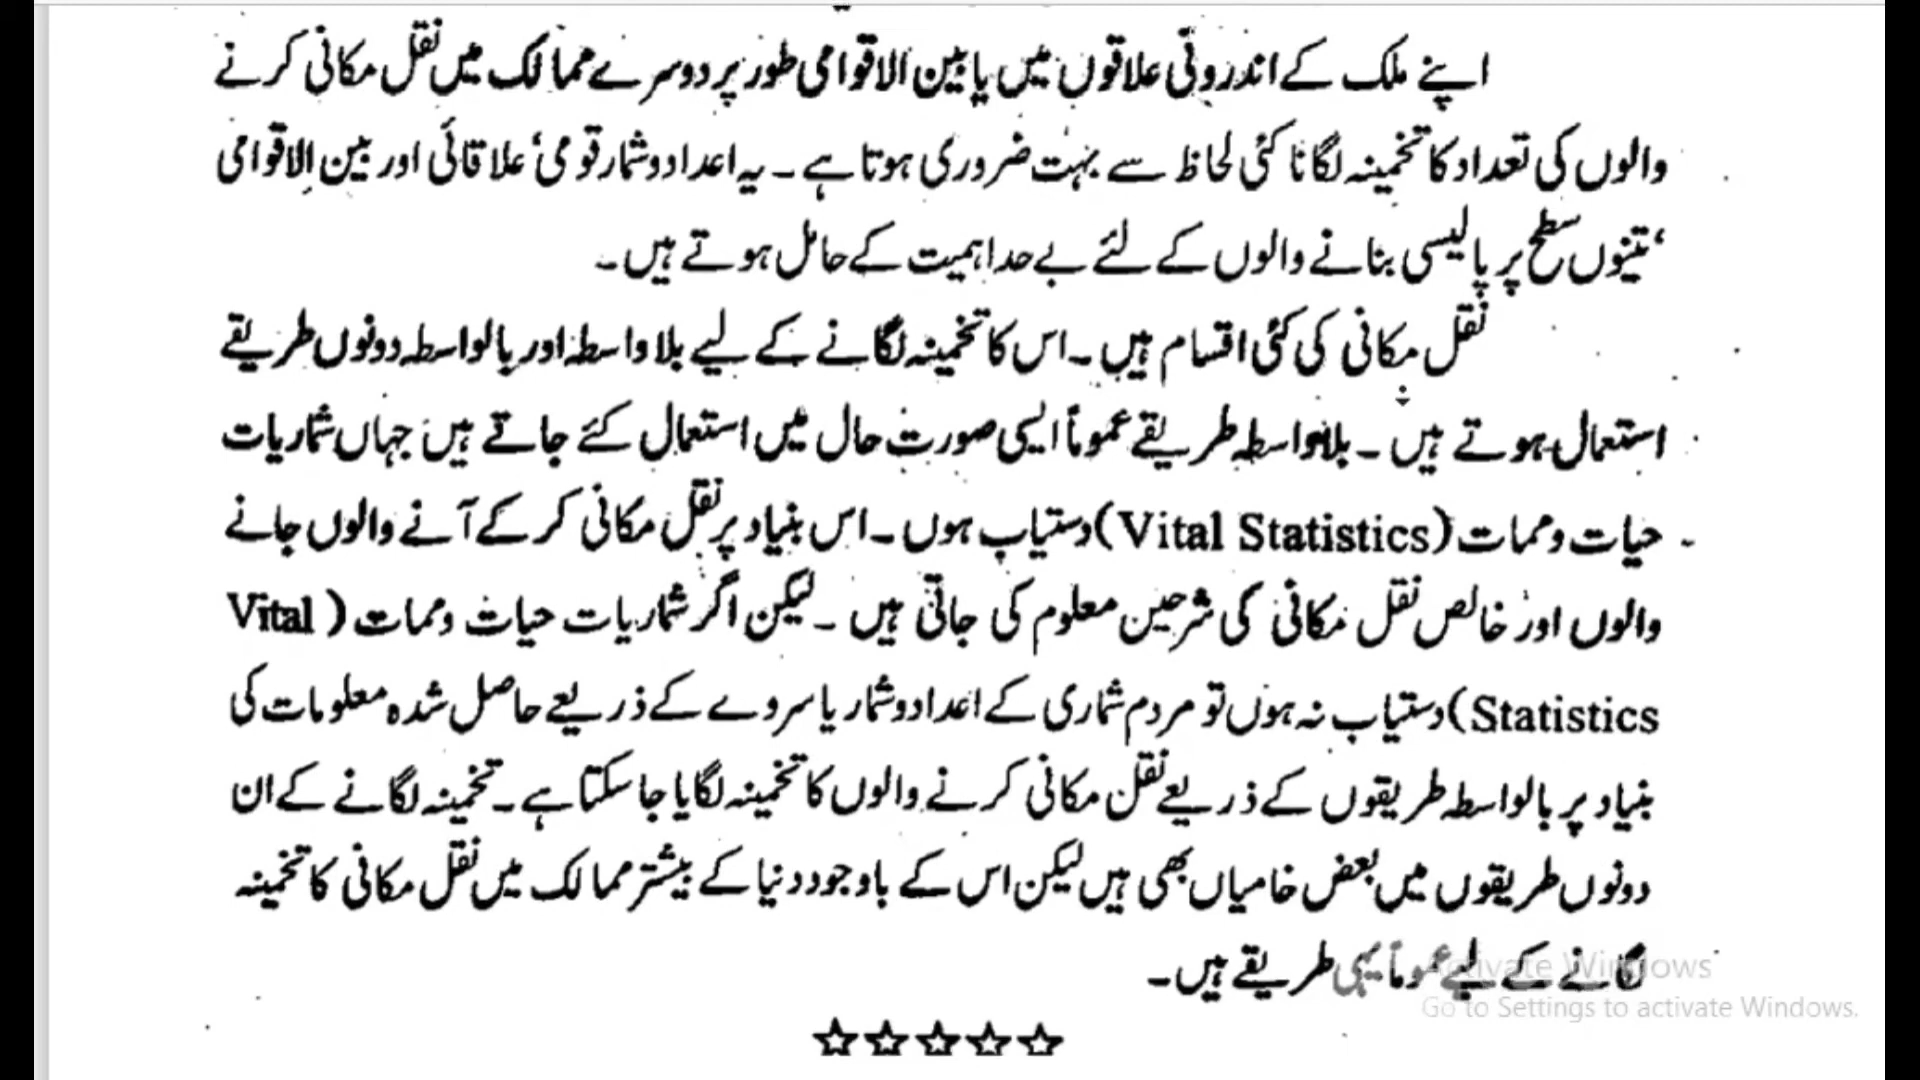 اپنے ملک کے اندرونی علاقوں میں یا بین الاقوامی طور پر دوسرے ممالک میں نقل مکانی کرنے
والوں کی تعداد کا تخمینہ لگانا کئی لحاظ سے بہت ضروری ہوتا ہے۔ یہ اعداد و شمار قومی‘ علاقائی اور بین الاقوامی
‘تینوں سطح پر پالیسی بنانے والوں کے لئے بے حد اہمیت کے حامل ہوتے ہیں۔
نقل مکانی کی کئی اقسام ہیں۔ اس کا تخمینہ لگانے کے لیے بلاواسطہ اور بالواسطہ دونوں طریقے
استعمال ہوتے ہیں۔ بلاواسطہ طریقے عموماً ایسی صورت حال میں استعمال کئے جاتے ہیں جہاں شماریات
حیات و ممات (Vital Statistics) دستیاب ہوں۔ اس بنیاد پر نقل مکانی کر کے آنے والوں جانے
والوں اور خالص نقل مکانی کی شرحیں معلوم کی جاتی ہیں۔ لیکن اگر شماریات حیات و ممات (Vital
Statistics) دستیاب نہ ہوں تو مردم شماری کے اعداد و شمار یا سروے کے ذریعے حاصل شدہ معلومات کی
بنیاد پر بالواسطہ طریقوں کے ذریعے نقل مکانی کرنے والوں کا تخمینہ لگایا جا سکتا ہے۔ تخمینہ لگانے کے ان
دونوں طریقوں میں بعض خامیاں بھی ہیں لیکن اس کے باوجود دنیا کے بیشتر ممالک میں نقل مکانی کا تخمینہ
لگانے کے لیے عموماً یہی طریقے ہیں۔
Activate Windows
Go to Settings to activate Windows.